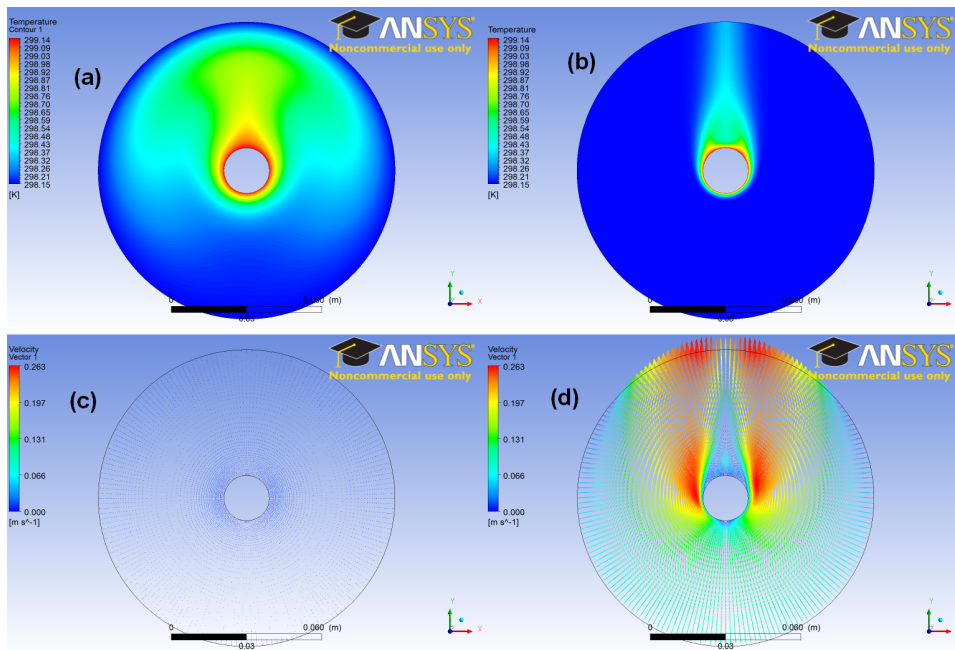 Temperature
Contour 1
299.14
299.09
299.03
298.98
298.92
298.87
298.81
298.76
298.70
298.65
298.59
298.54
298.48
298.43
298.37
298.32
298.26
298.21
298.15
[K]
(a)
ANSYS
Noncommercial use only
0
0.060 (m)
0.03
Y
X
Temperature
299.14
299.09
299.03
298.98
298.92
298.87
298.81
298.76
298.70
298.65
298.59
298.54
298.48
298.43
298.37
298.32
298.26
298.21
298.15
[K]
(b)
ANSYS
Noncommercial use only
0
0.060 (m)
Y
X
Velocity
Vector 1
0.263
0.197
0.131
0.066
0.000
[m s^-1]
(c)
ANSYS
Noncommercial use only
0
0.060 (m)
0.03
Y
X
Velocity
Vector 1
0.263
0.197
0.131
0.066
0.000
[m s^-1]
(d)
ANSYS
Noncommercial use only
0
0.060 (m)
0.03
Y
X